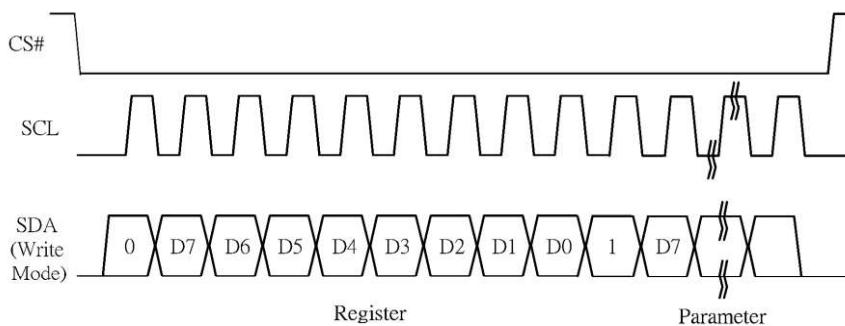 CS#
SCL
SDA
(Write
Mode)
0 D7 D6 D5 D4 D3 D2 D1 D0 1 D7
Register Parameter